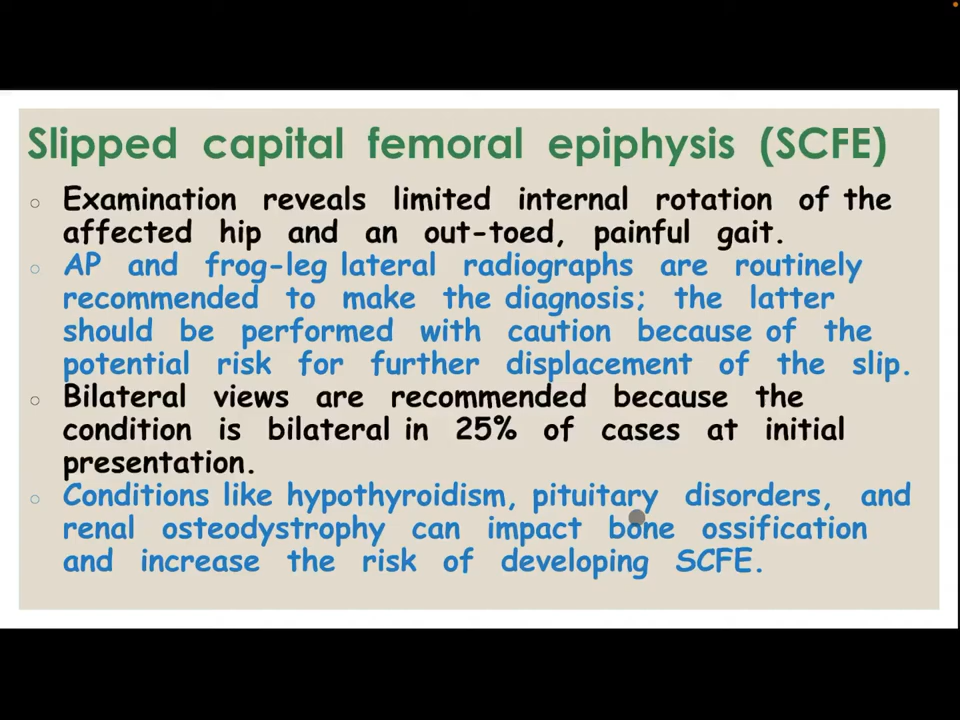 Slipped capital femoral epiphysis (SCFE)
Examination reveals limited internal rotation of the
affected hip and an out-toed, painful gait.
AP and frog-leg lateral radiographs are routinely
recommended to make the diagnosis; the latter
should be performed with caution because of the
potential risk for further displacement of the slip.
Bilateral views are recommended because the
condition is bilateral in 25% of cases at initial
presentation.
Conditions like hypothyroidism, pituitary disorders, and
renal osteodystrophy can impact bone ossification
and increase the risk of developing SCFE.